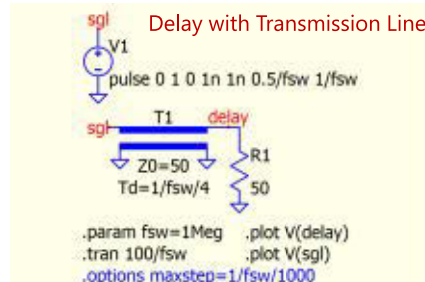 sgl
Delay with Transmission Line
V1
pulse 0 1 0 1n 1n 0.5/fsw 1/fsw
sgl
T1
delay
Z0=50
Td=1/fsw/4
R1
50
.param fsw=1Meg
.plot V(delay)
.tran 100/fsw
.plot V(sgl)
.options maxstep=1/fsw/1000